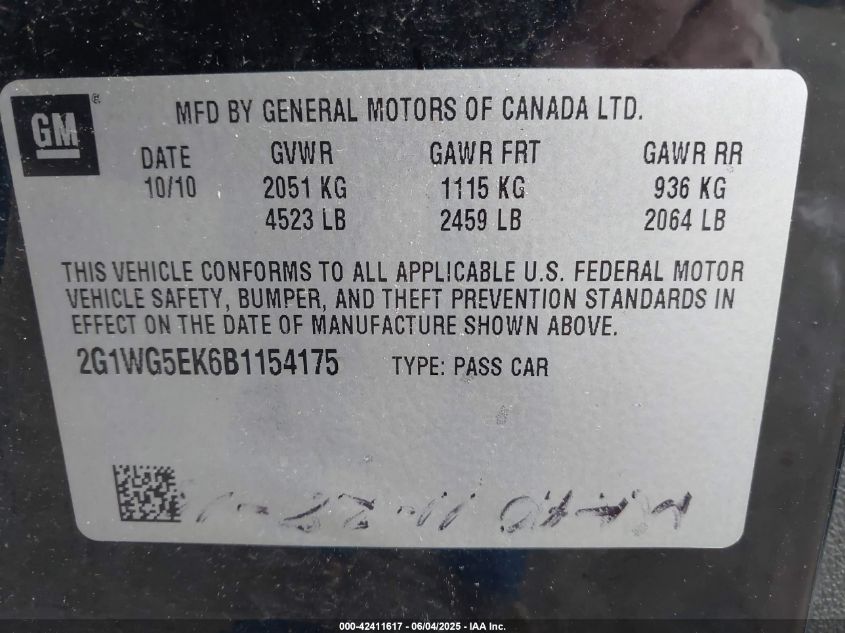 GM®
MFD BY GENERAL MOTORS OF CANADA LTD.
DATE GVWR GAWR FRT GAWR RR
10/10 2051 KG 1115 KG 936 KG
4523 LB 2459 LB 2064 LB
THIS VEHICLE CONFORMS TO ALL APPLICABLE U.S. FEDERAL MOTOR
VEHICLE SAFETY, BUMPER, AND THEFT PREVENTION STANDARDS IN
EFFECT ON THE DATE OF MANUFACTURE SHOWN ABOVE.
2G1WG5EK6B1154175 TYPE: PASS CAR
000-42411617 - 06/04/2025 - IAA Inc.